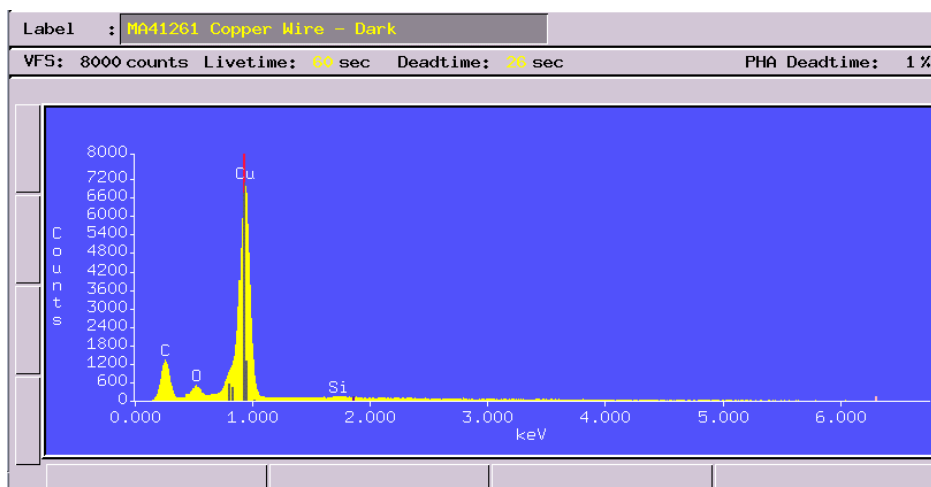 Label : MA41261 Copper Wire - Dark
VFS: 8000 counts Livetime: 60 sec Deadtime: 26 sec PHA Deadtime: 1 %
8000
7200
6600
6000
5400
4800
4200
3600
3000
2400
1800
1200
600
0
Counts
Cu
C
O
Si
0.000 1.000 2.000 3.000 4.000 5.000 6.000
keV